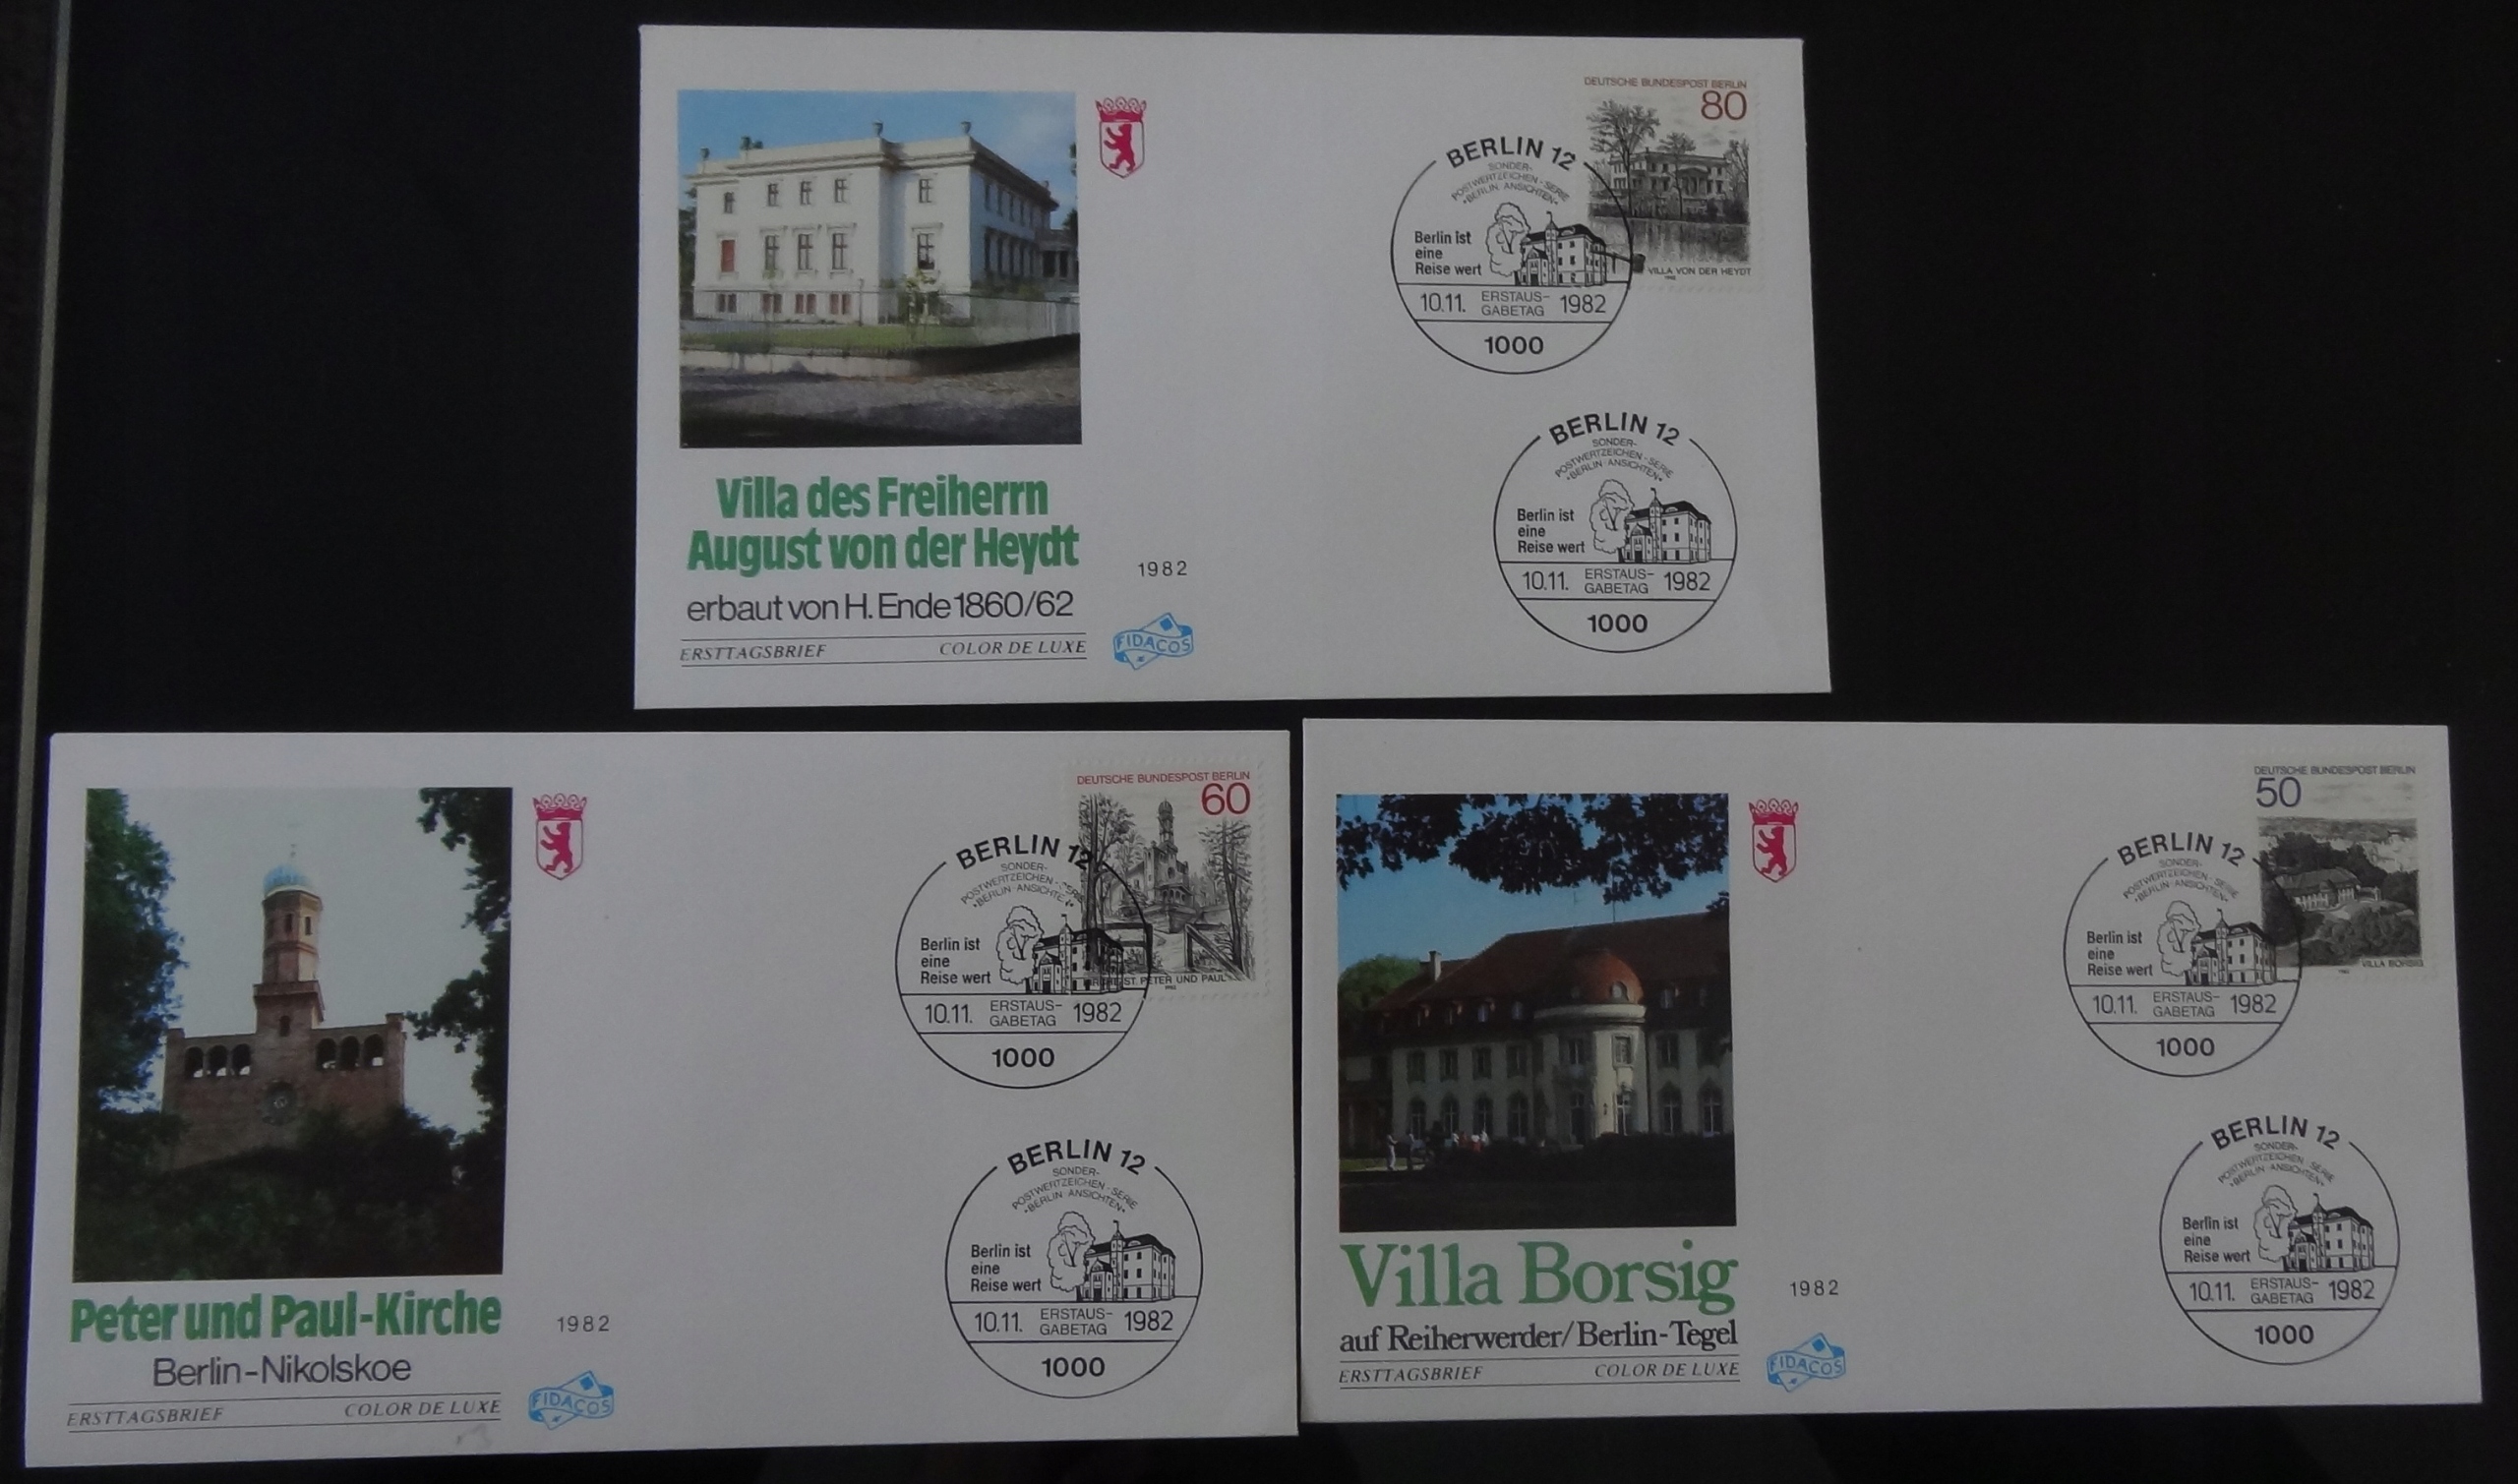 DEUTSCHE BUNDESPOST BERLIN
80
VILLA VON DER HEYDT
1982
BERLIN 12
SONDER-
POSTWERTZEICHEN-SERIE
"BERLIN ANSICHTEN"
Berlin ist
eine
Reise wert
10.11. ERSTAUS-
GABETAG 1982
1000
BERLIN 12
SONDER-
POSTWERTZEICHEN-SERIE
"BERLIN ANSICHTEN"
Berlin ist
eine
Reise wert
10.11. ERSTAUS-
GABETAG 1982
1000
Villa des Freiherrn
August von der Heydt
erbaut von H. Ende 1860/62
ERSTTAGSBRIEF COLOR DE LUXE
1982
FIDACOS
DEUTSCHE BUNDESPOST BERLIN
60
ST. PETER UND PAUL
1982
BERLIN 12
SONDER-
POSTWERTZEICHEN-
"BERLIN ANSICHTEN"
Berlin ist
eine
Reise wert
10.11. ERSTAUS-
GABETAG 1982
1000
BERLIN 12
SONDER-
POSTWERTZEICHEN-SERIE
"BERLIN ANSICHTEN"
Berlin ist
eine
Reise wert
10.11. ERSTAUS-
GABETAG 1982
1000
Peter und Paul-Kirche
Berlin-Nikolskoe
ERSTTAGSBRIEF COLOR DE LUXE
1982
FIDACOS
DEUTSCHE BUNDESPOST BERLIN
50
VILLA BORSIG
1982
BERLIN 12
SONDER-
POSTWERTZEICHEN-SERIE
"BERLIN ANSICHTEN"
Berlin ist
eine
Reise wert
10.11. ERSTAUS-
GABETAG 1982
1000
BERLIN 12
SONDER-
POSTWERTZEICHEN-SERIE
"BERLIN ANSICHTEN"
Berlin ist
eine
Reise wert
10.11. ERSTAUS-
GABETAG 1982
1000
Villa Borsig
auf Reiherwerder/Berlin-Tegel
ERSTTAGSBRIEF COLOR DE LUXE
1982
FIDACOS